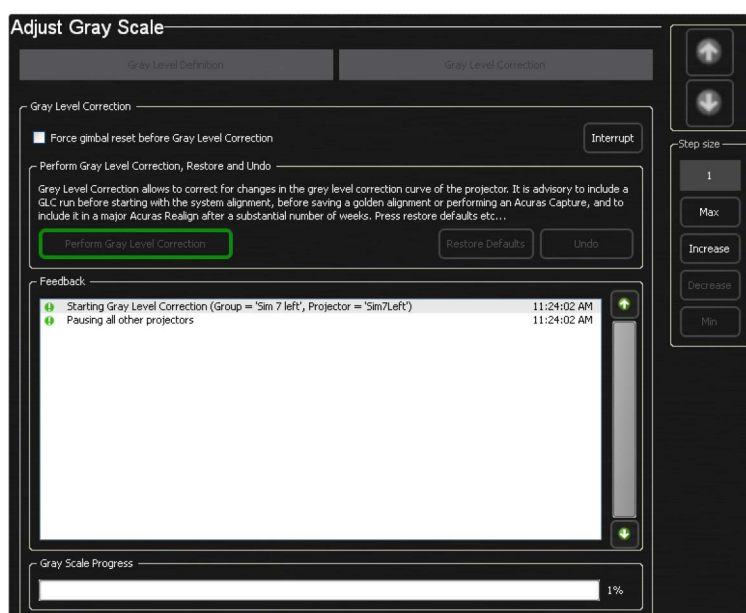 Adjust Gray Scale
Gray Level Definition
Gray Level Correction
Gray Level Correction
Force gimbal reset before Gray Level Correction
Interrupt
Perform Gray Level Correction, Restore and Undo
Grey Level Correction allows to correct for changes in the grey level correction curve of the projector. It is advisory to include a
GLC run before starting with the system alignment, before saving a golden alignment or performing an Acuras Capture, and to
include it in a major Acuras Realign after a substantial number of weeks. Press restore defaults etc...
Perform Gray Level Correction
Restore Defaults
Undo
Feedback
Starting Gray Level Correction (Group = 'Sim 7 left', Projector = 'Sim7Left') 11:24:02 AM
Pausing all other projectors 11:24:02 AM
Gray Scale Progress
1%
Step size
1
Max
Increase
Decrease
Min